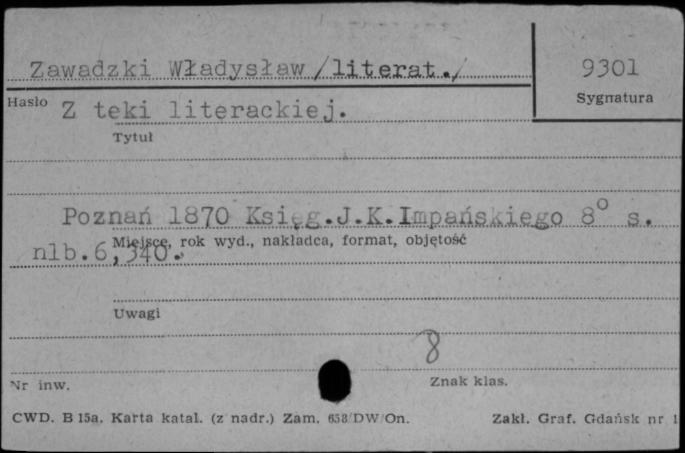 Zawadzki Władysław /literat./
9301
Hasło
Sygnatura
Z teki literackiej.
Tytuł
Poznań 1870 Księg.J.K.Impańskiego 8° s.
Miejsce, rok wyd., nakładca, format, objętość
nlb.6,340.
Uwagi
8
Nr inw.
Znak klas.
CWD. B 15a. Karta katal. (z nadr.) Zam. 658/DW/On.
Zakł. Graf. Gdańsk nr 1